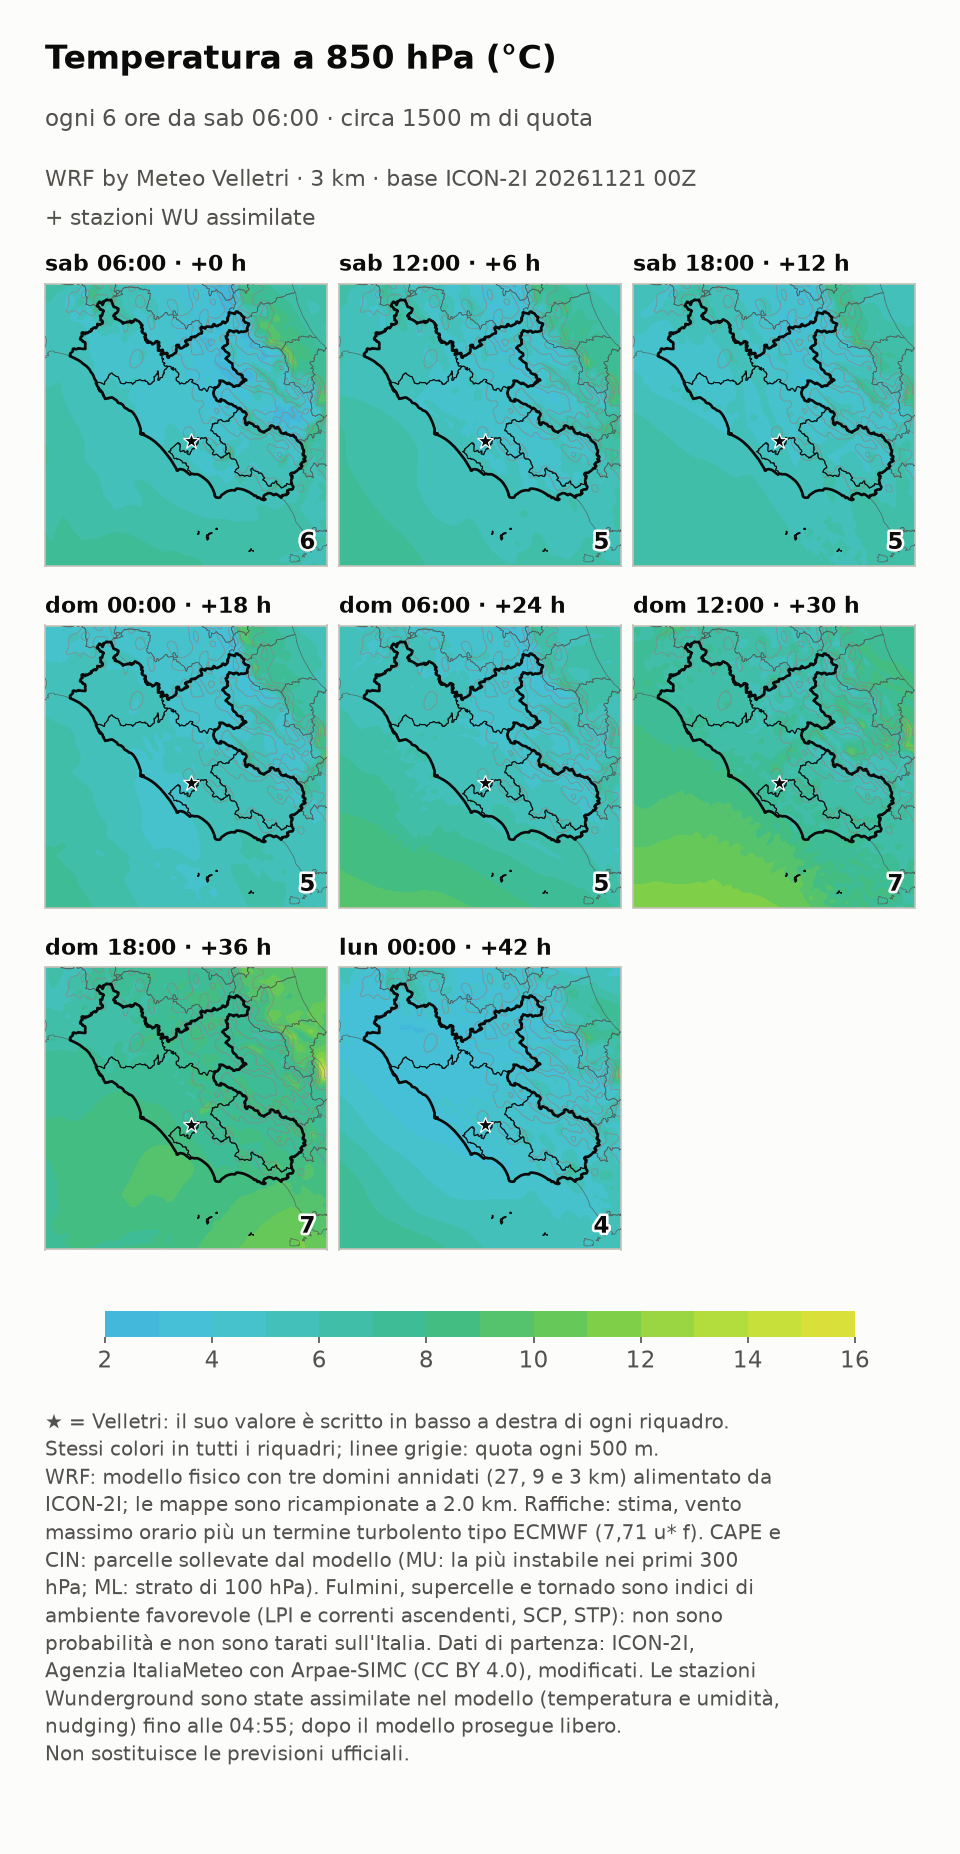 Temperatura a 850 hPa (°C)
ogni 6 ore da sab 06:00 · circa 1500 m di quota
WRF by Meteo Velletri · 3 km · base ICON-2I 20261121 00Z
+ stazioni WU assimilate
sab 06:00 · +0 h
sab 12:00 · +6 h
sab 18:00 · +12 h
6
5
5
dom 00:00 · +18 h
dom 06:00 · +24 h
dom 12:00 · +30 h
5
5
7
dom 18:00 · +36 h
lun 00:00 · +42 h
7
4
2 4 6 8 10 12 14 16
★ = Velletri: il suo valore è scritto in basso a destra di ogni riquadro.
Stessi colori in tutti i riquadri; linee grigie: quota ogni 500 m.
WRF: modello fisico con tre domini annidati (27, 9 e 3 km) alimentato da
ICON-2I; le mappe sono ricampionate a 2.0 km. Raffiche: stima, vento
massimo orario più un termine turbolento tipo ECMWF (7,71 u* f). CAPE e
CIN: parcelle sollevate dal modello (MU: la più instabile nei primi 300
hPa; ML: strato di 100 hPa). Fulmini, supercelle e tornado sono indici di
ambiente favorevole (LPI e correnti ascendenti, SCP, STP): non sono
probabilità e non sono tarati sull'Italia. Dati di partenza: ICON-2I,
Agenzia ItaliaMeteo con Arpae-SIMC (CC BY 4.0), modificati. Le stazioni
Wunderground sono state assimilate nel modello (temperatura e umidità,
nudging) fino alle 04:55; dopo il modello prosegue libero.
Non sostituisce le previsioni ufficiali.